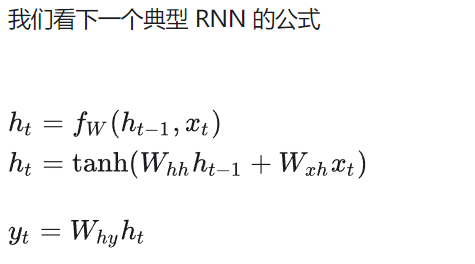 我们看下一个典型 RNN 的公式
h_t = f_W(h_{t-1}, x_t)
h_t = tanh(W_{hh}h_{t-1} + W_{xh}x_t)
y_t = W_{hy}h_t